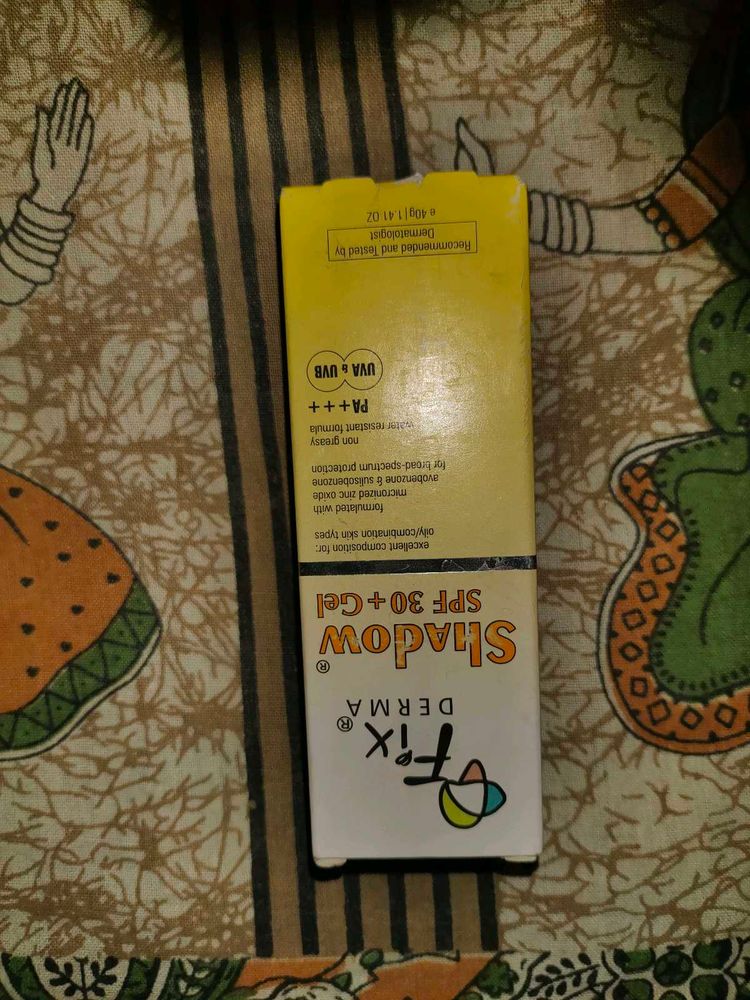 Fix®
DERMA
Shadow®
SPF 30+ Gel
excellent composition for:
oily/combination skin types
formulated with
micronized zinc oxide
avobenzone & sulisobenzone
for broad-spectrum protection
non greasy
water resistant formula
PA+++
UVA & UVB
Recommended and Tested by
Dermatologist
e 40g | 1.41 OZ